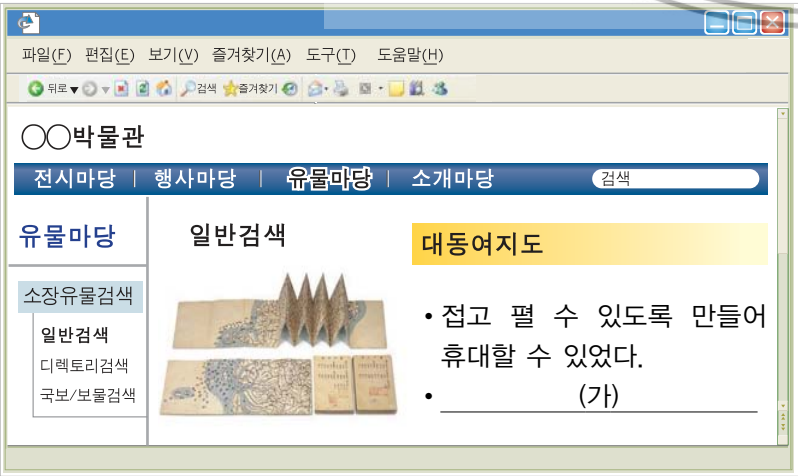 파일(F) 편집(E) 보기(V) 즐겨찾기(A) 도구(T) 도움말(H)
뒤로 검색 즐겨찾기
○○박물관
전시마당 | 행사마당 | 유물마당 | 소개마당 검색
유물마당
소장유물검색
일반검색
디렉토리검색
국보/보물검색
일반검색
대동여지도
• 접고 펼 수 있도록 만들어
휴대할 수 있었다.
• (가)